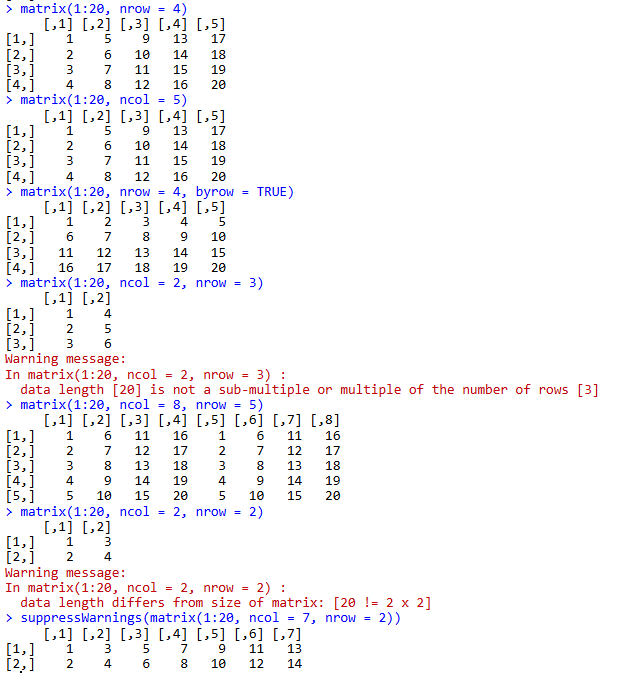 > matrix(1:20, nrow = 4)
     [,1] [,2] [,3] [,4] [,5]
[1,]    1    5    9   13   17
[2,]    2    6   10   14   18
[3,]    3    7   11   15   19
[4,]    4    8   12   16   20
> matrix(1:20, ncol = 5)
     [,1] [,2] [,3] [,4] [,5]
[1,]    1    5    9   13   17
[2,]    2    6   10   14   18
[3,]    3    7   11   15   19
[4,]    4    8   12   16   20
> matrix(1:20, nrow = 4, byrow = TRUE)
     [,1] [,2] [,3] [,4] [,5]
[1,]    1    2    3    4    5
[2,]    6    7    8    9   10
[3,]   11   12   13   14   15
[4,]   16   17   18   19   20
> matrix(1:20, ncol = 2, nrow = 3)
     [,1] [,2]
[1,]    1    4
[2,]    2    5
[3,]    3    6
Warning message:
In matrix(1:20, ncol = 2, nrow = 3) :
  data length [20] is not a sub-multiple or multiple of the number of rows [3]
> matrix(1:20, ncol = 8, nrow = 5)
     [,1] [,2] [,3] [,4] [,5] [,6] [,7] [,8]
[1,]    1    6   11   16    1    6   11   16
[2,]    2    7   12   17    2    7   12   17
[3,]    3    8   13   18    3    8   13   18
[4,]    4    9   14   19    4    9   14   19
[5,]    5   10   15   20    5   10   15   20
> matrix(1:20, ncol = 2, nrow = 2)
     [,1] [,2]
[1,]    1    3
[2,]    2    4
Warning message:
In matrix(1:20, ncol = 2, nrow = 2) :
  data length differs from size of matrix: [20 != 2 x 2]
> suppressWarnings(matrix(1:20, ncol = 7, nrow = 2))
     [,1] [,2] [,3] [,4] [,5] [,6] [,7]
[1,]    1    3    5    7    9   11   13
[2,]    2    4    6    8   10   12   14